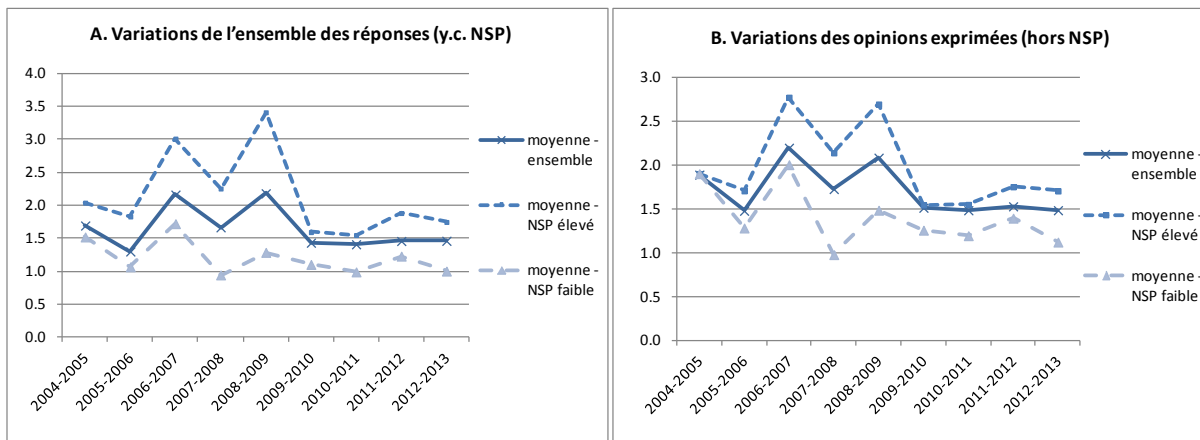 A. Variations de l’ensemble des réponses (y.c. NSP)
4.0
3.5
3.0
2.5
2.0
1.5
1.0
0.5
0.0
2004-2005
2005-2006
2006-2007
2007-2008
2008-2009
2009-2010
2010-2011
2011-2012
2012-2013
moyenne -
ensemble
moyenne -
NSP élevé
moyenne -
NSP faible
B. Variations des opinions exprimées (hors NSP)
3.0
2.5
2.0
1.5
1.0
0.5
0.0
2004-2005
2005-2006
2006-2007
2007-2008
2008-2009
2009-2010
2010-2011
2011-2012
2012-2013
moyenne -
ensemble
moyenne -
NSP élevé
moyenne -
NSP faible